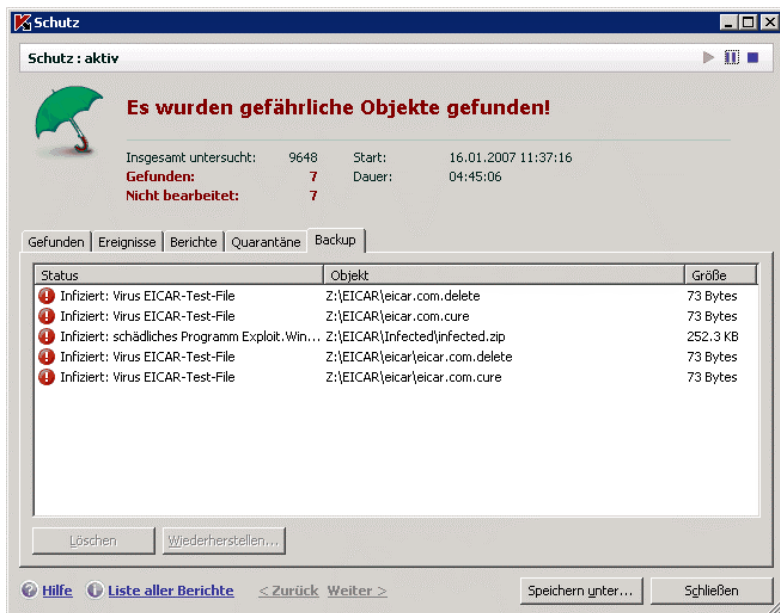 Schutz
Schutz : aktiv
Es wurden gefährliche Objekte gefunden!
Insgesamt untersucht: 9648 Start: 16.01.2007 11:37:16
Gefunden: 7 Dauer: 04:45:06
Nicht bearbeitet: 7
Gefunden Ereignisse Berichte Quarantäne Backup
Status Objekt Größe
Infiziert: Virus EICAR-Test-File Z:\EICAR\eicar.com.delete 73 Bytes
Infiziert: Virus EICAR-Test-File Z:\EICAR\eicar.com.cure 73 Bytes
Infiziert: schädliches Programm Exploit.Win... Z:\EICAR\Infected\infected.zip 252.3 KB
Infiziert: Virus EICAR-Test-File Z:\EICAR\eicar\eicar.com.delete 73 Bytes
Infiziert: Virus EICAR-Test-File Z:\EICAR\eicar\eicar.com.cure 73 Bytes
Löschen Wiederherstellen...
Hilfe Liste aller Berichte < Zurück Weiter > Speichern unter... Schließen